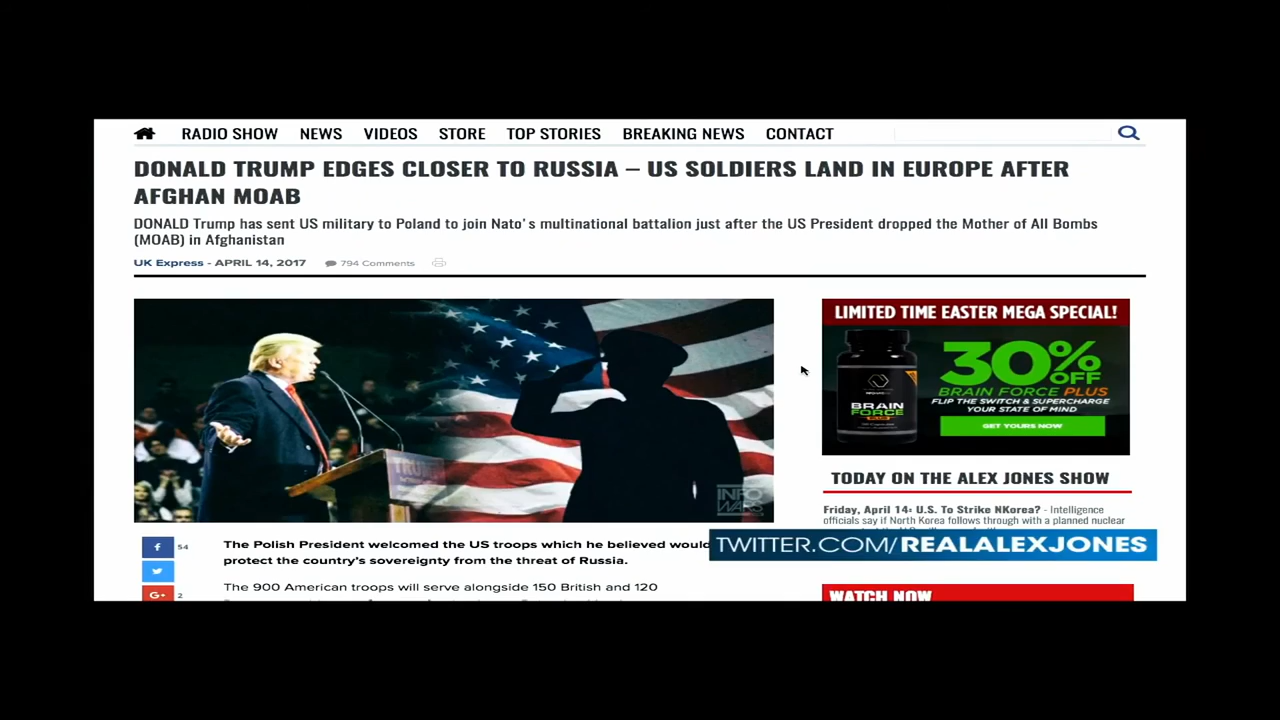 RADIO SHOW NEWS VIDEOS STORE TOP STORIES BREAKING NEWS CONTACT
DONALD TRUMP EDGES CLOSER TO RUSSIA – US SOLDIERS LAND IN EUROPE AFTER
AFGHAN MOAB
DONALD Trump has sent US military to Poland to join Nato's multinational battalion just after the US President dropped the Mother of All Bombs
(MOAB) in Afghanistan
UK Express - APRIL 14, 2017 794 Comments
TRUMP
INFO
WARS
54
2
The Polish President welcomed the US troops which he believed would
protect the country's sovereignty from the threat of Russia.
The 900 American troops will serve alongside 150 British and 120
LIMITED TIME EASTER MEGA SPECIAL!
30% OFF
BRAIN FORCE PLUS
FLIP THE SWITCH & SUPERCHARGE
YOUR STATE OF MIND
GET YOURS NOW
BRAIN
FORCE
PLUS
TODAY ON THE ALEX JONES SHOW
Friday, April 14: U.S. To Strike NKorea? - Intelligence
officials say if North Korea follows through with a planned nuclear
TWITTER.COM/REALALEXJONES
WATCH NOW